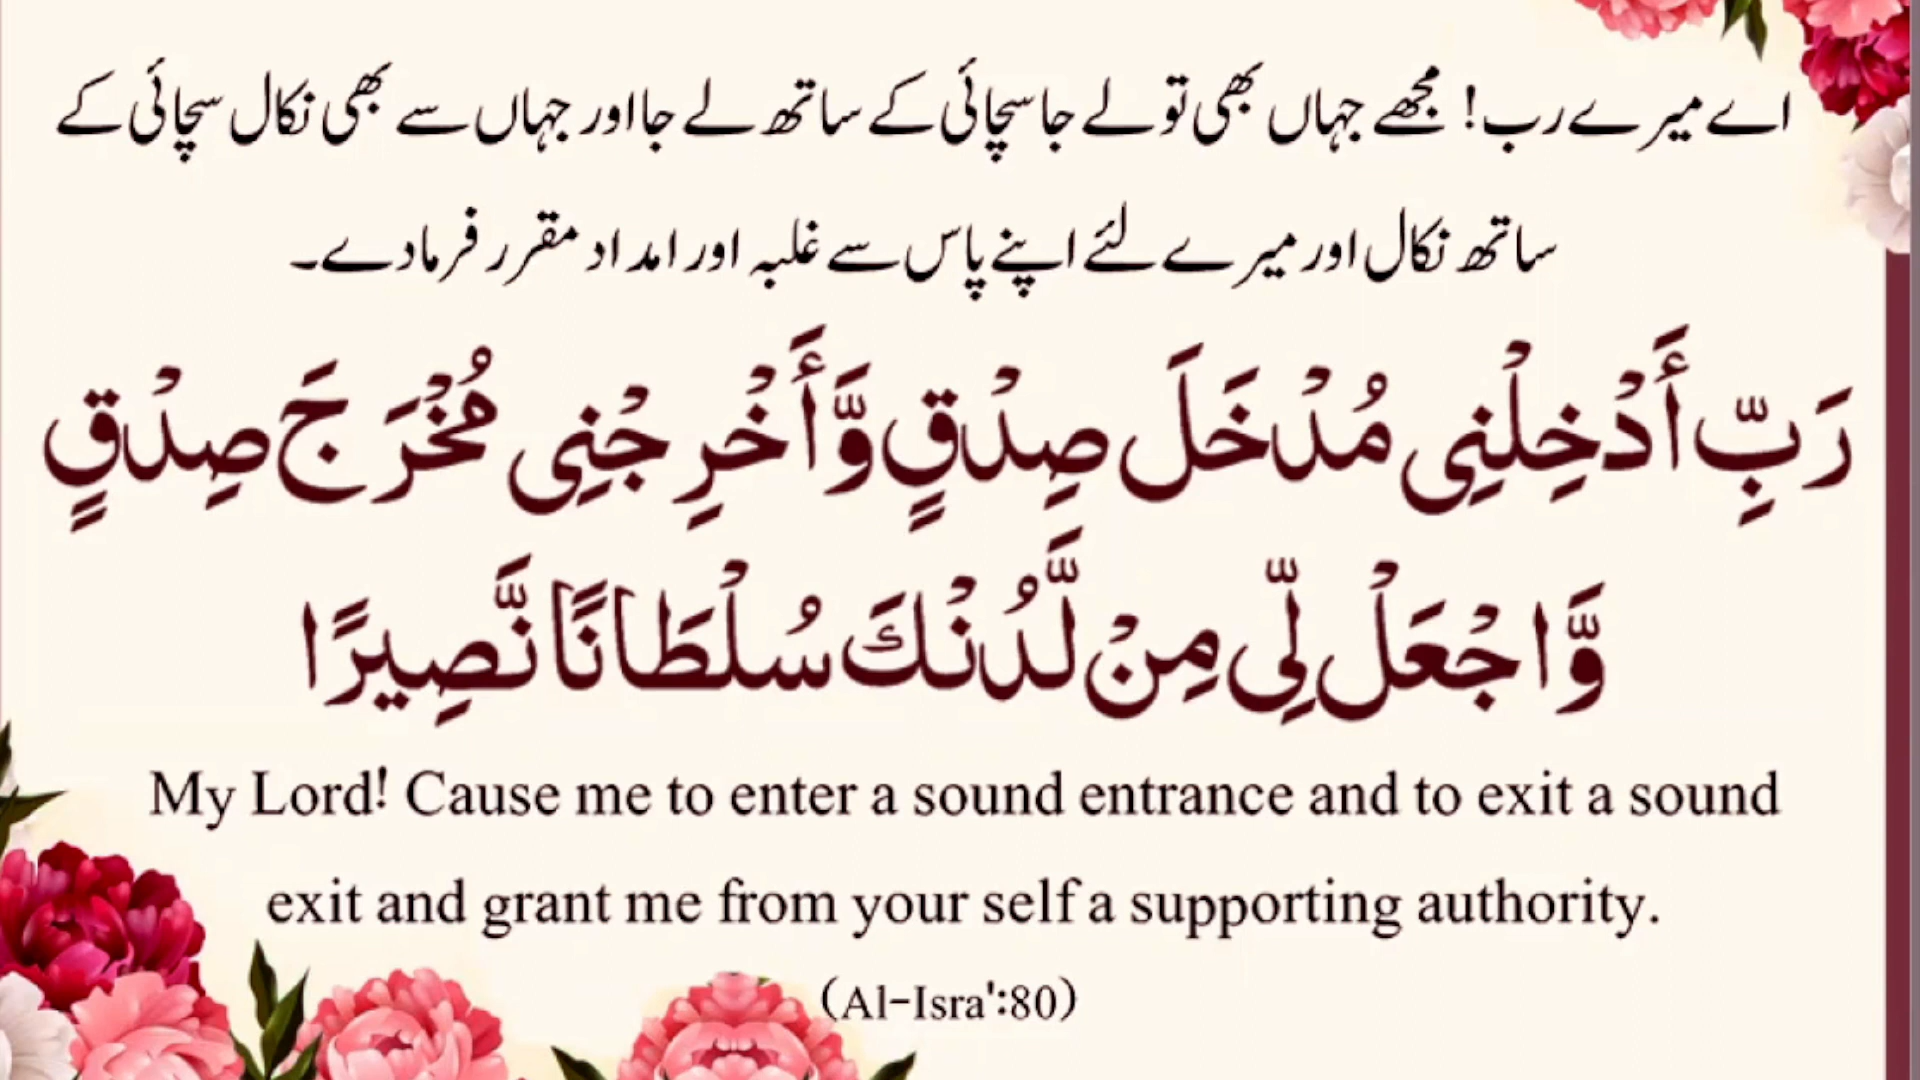 اے میرے رب! مجھے جہاں بھی تو لے جا سچائی کے ساتھ لے جا اور جہاں سے بھی نکال سچائی کے
ساتھ نکال اور میرے لئے اپنے پاس سے غلبہ اور امداد مقرر فرما دے۔
رَبِّ أَدْخِلْنِی مُدْخَلَ صِدْقٍ وَّأَخْرِجْنِی مُخْرَجَ صِدْقٍ
وَّاجْعَلْ لِّی مِنْ لَّدُنْكَ سُلْطَانًا نَّصِیرًا
My Lord! Cause me to enter a sound entrance and to exit a sound
exit and grant me from your self a supporting authority.
(Al-Isra':80)